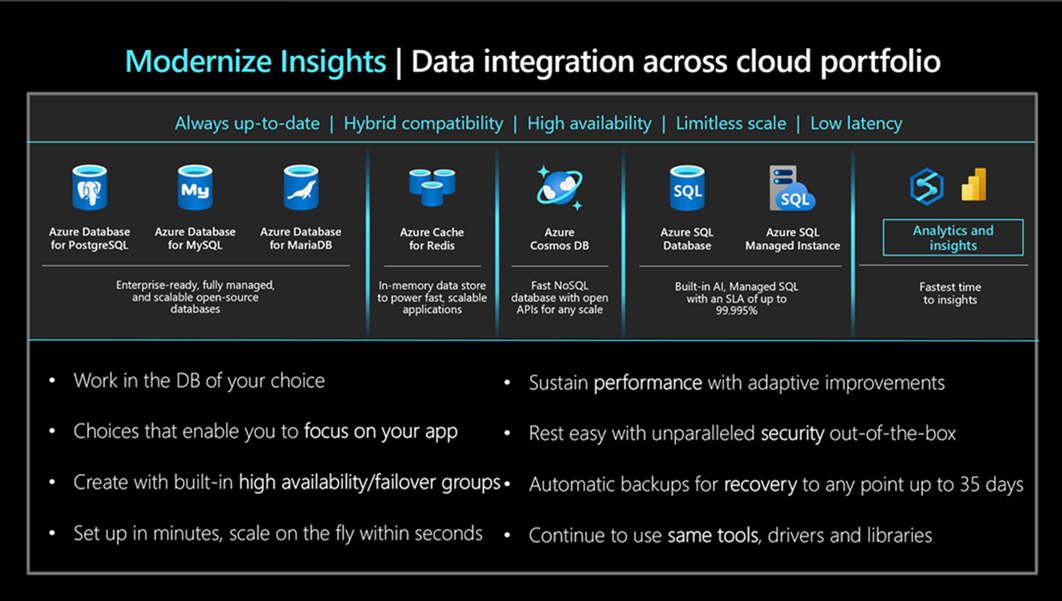 Modernize Insights | Data integration across cloud portfolio
Always up-to-date | Hybrid compatibility | High availability | Limitless scale | Low latency
My
SQL
SQL
Azure Database
for PostgreSQL
Azure Database
for MySQL
Azure Database
for MariaDB
Enterprise-ready, fully managed,
and scalable open-source
databases
Azure Cache
for Redis
In-memory data store
to power fast, scalable
applications
Azure
Cosmos DB
Fast NoSQL
database with open
APIs for any scale
Azure SQL
Database
Azure SQL
Managed Instance
Built-in AI, Managed SQL
with an SLA of up to
99.995%
Analytics and
insights
Fastest time
to insights
• Work in the DB of your choice
• Choices that enable you to focus on your app
• Create with built-in high availability/failover groups
• Set up in minutes, scale on the fly within seconds
• Sustain performance with adaptive improvements
• Rest easy with unparalleled security out-of-the-box
• Automatic backups for recovery to any point up to 35 days
• Continue to use same tools, drivers and libraries